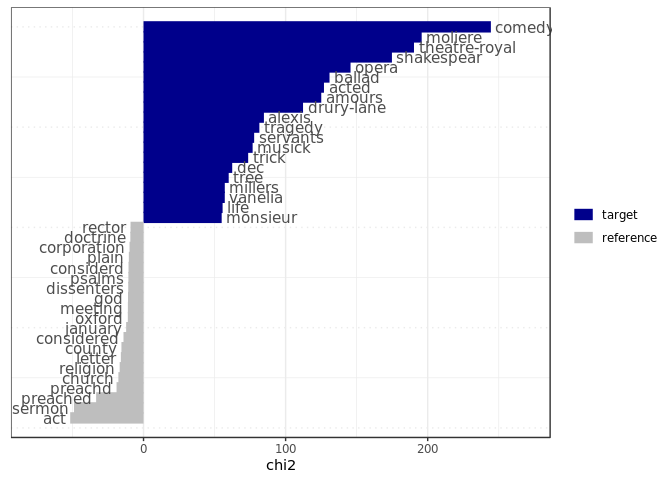 comedy
moliere
theatre-royal
shakespear
opera
ballad
acted
amours
drury-lane
alexis
tragedy
servants
musick
trick
dec
tree
millers
vanelia
life
monsieur
rector
doctrine
corporation
plain
considerd
psalms
dissenters
god
meeting
oxford
january
considered
county
letter
religion
church
preachd
preached
sermon
act
target
reference
0 100 200
chi2